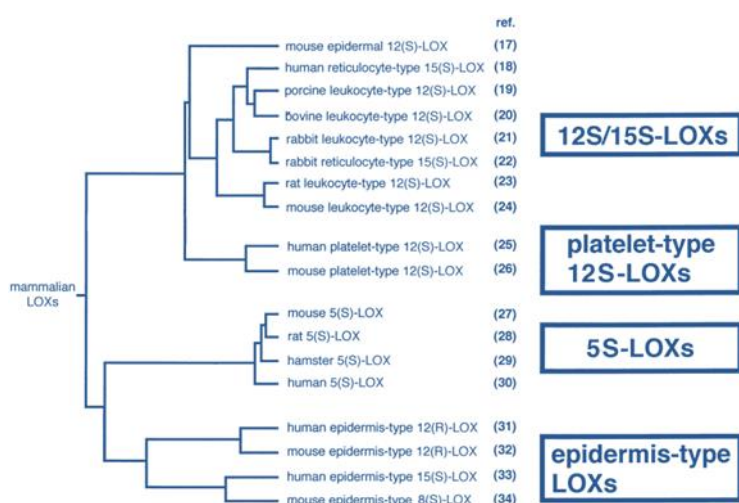 ref.
mouse epidermal 12(S)-LOX (17)
human reticulocyte-type 15(S)-LOX (18)
porcine leukocyte-type 12(S)-LOX (19)
bovine leukocyte-type 12(S)-LOX (20)
rabbit leukocyte-type 12(S)-LOX (21)
rabbit reticulocyte-type 15(S)-LOX (22)
rat leukocyte-type 12(S)-LOX (23)
mouse leukocyte-type 12(S)-LOX (24)
12S/15S-LOXs
human platelet-type 12(S)-LOX (25)
mouse platelet-type 12(S)-LOX (26)
platelet-type
12S-LOXs
mammalian
LOXs
mouse 5(S)-LOX (27)
rat 5(S)-LOX (28)
hamster 5(S)-LOX (29)
human 5(S)-LOX (30)
5S-LOXs
human epidermis-type 12(R)-LOX (31)
mouse epidermis-type 12(R)-LOX (32)
human epidermis-type 15(S)-LOX (33)
mouse epidermis-type 8(S)-LOX (34)
epidermis-type
LOXs